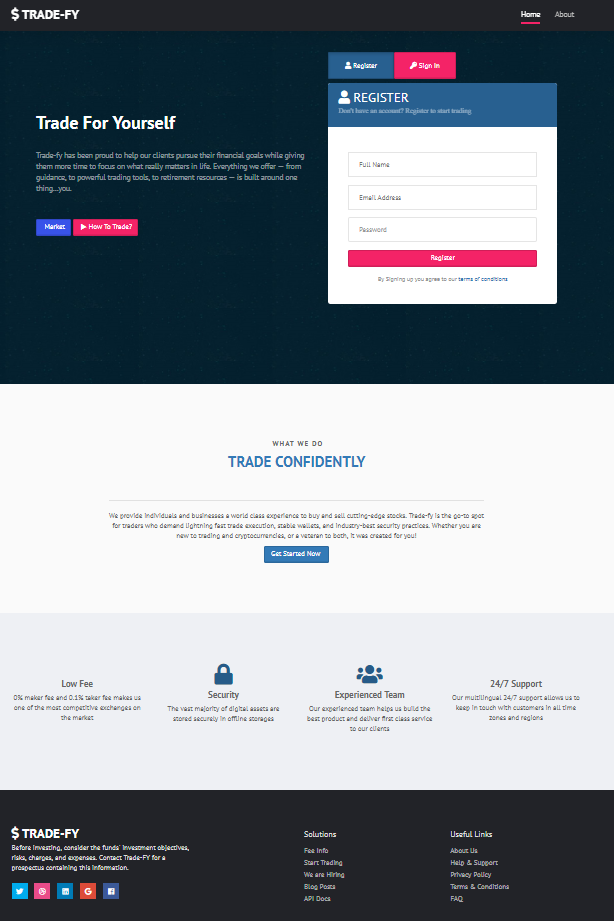 $ TRADE-FY
Home
About
Register
Sign In
REGISTER
Don't have an account? Register to start trading
Trade For Yourself
Trade-fy has been proud to help our clients pursue their financial goals while giving
them more time to focus on what really matters in life. Everything we offer — from
guidance, to powerful trading tools, to retirement resources — is built around one
thing...you.
Market
How To Trade?
Full Name
Email Address
Password
Register
By Signing up you agree to our terms of conditions
WHAT WE DO
TRADE CONFIDENTLY
We provide individuals and businesses a world class experience to buy and sell cutting-edge stocks. Trade-fy is the go-to spot
for traders who demand lightning fast trade execution, stable wallets, and industry-best security practices. Whether you are
new to trading and cryptocurrencies, or a veteran to both, it was created for you!
Get Started Now
Low Fee
0% maker fee and 0.1% taker fee makes us
one of the most competitive exchanges on
the market
Security
The vast majority of digital assets are
stored securely in offline storages
Experienced Team
Our experienced team helps us build the
best product and deliver first class service
to our clients
24/7 Support
Our multilingual 24/7 support allows us to
keep in touch with customers in all time
zones and regions
$ TRADE-FY
Before investing, consider the funds' investment objectives,
risks, charges, and expenses. Contact Trade-FY for a
prospectus containing this information.
Solutions
Fee Info
Start Trading
We are Hiring
Blog Posts
API Docs
Useful Links
About Us
Help & Support
Privacy Policy
Terms & Conditions
FAQ